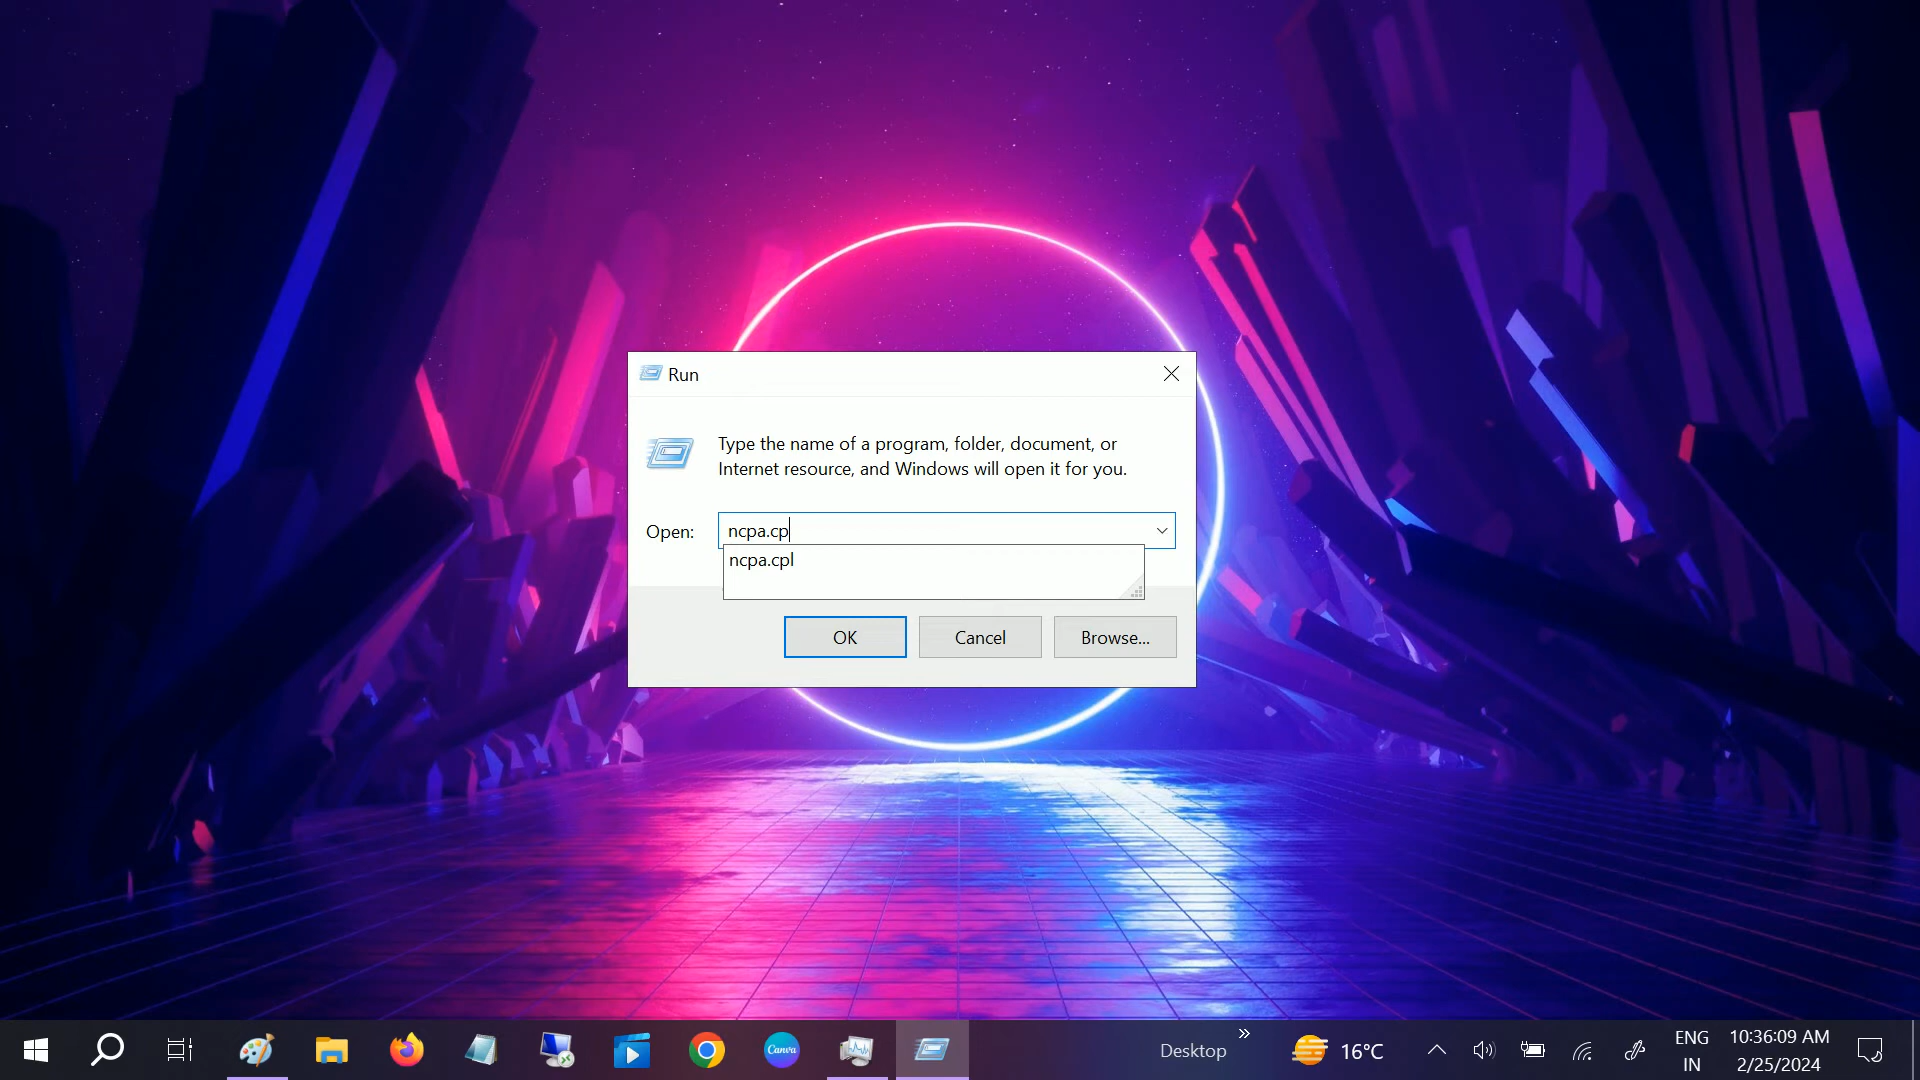 Run
Type the name of a program, folder, document, or
Internet resource, and Windows will open it for you.
Open:
ncpa.cp
ncpa.cpl
OK
Cancel
Browse...
Canva
Desktop
16°C
ENG
IN
10:36:09 AM
2/25/2024